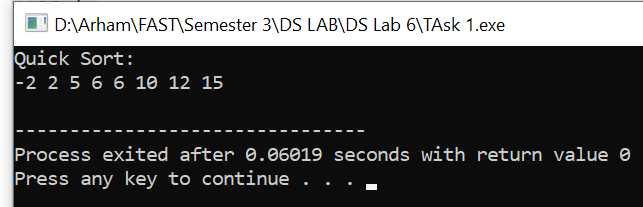 D:\Arham\FAST\Semester 3\DS LAB\DS Lab 6\TAsk 1.exe
Quick Sort:
-2 2 5 6 6 10 12 15
--------------------------------
Process exited after 0.06019 seconds with return value 0
Press any key to continue . . .